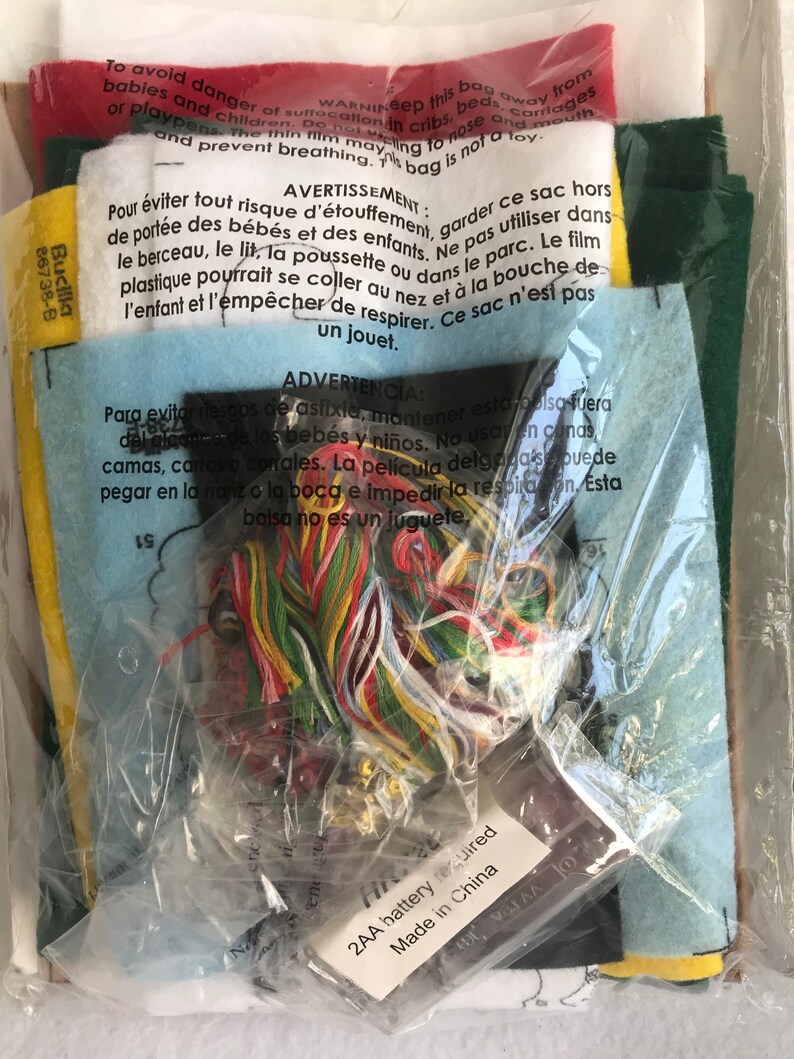 WARNING:
To avoid danger of suffocation, keep this bag away from
babies and children. Do not use in cribs, beds, carriages
or playpens. The thin film may cling to nose and mouth
and prevent breathing. This bag is not a toy.
AVERTISSEMENT :
Pour éviter tout risque d'étouffement, garder ce sac hors
de portée des bébés et des enfants. Ne pas utiliser dans
le berceau, le lit, la poussette ou dans le parc. Le film
plastique pourrait se coller au nez et à la bouche de
l'enfant et l'empêcher de respirer. Ce sac n'est pas
un jouet.
ADVERTENCIA:
Para evitar riesgos de asfixia, mantener esta bolsa fuera
del alcance de los bebés y niños. No usar en cunas,
camas, carros o corrales. La película delgada se puede
pegar en la nariz o la boca e impedir la respiración. Esta
bolsa no es un juguete.
Bucilla
86738-B
51
16
2AA battery required
Made in China